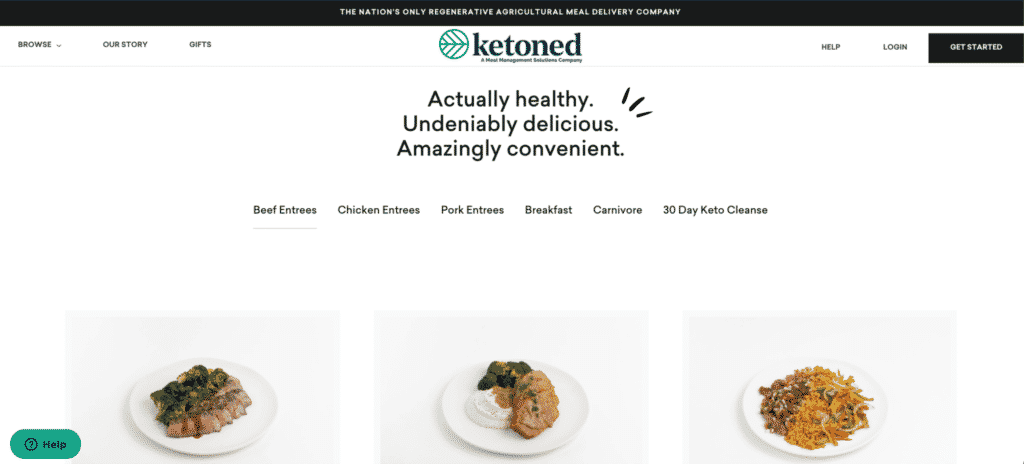 THE NATION'S ONLY REGENERATIVE AGRICULTURAL MEAL DELIVERY COMPANY
BROWSE
OUR STORY
GIFTS
ketoned
A Meal Management Solutions Company
HELP
LOGIN
GET STARTED
Actually healthy.
Undeniably delicious.
Amazingly convenient.
Beef Entrees
Chicken Entrees
Pork Entrees
Breakfast
Carnivore
30 Day Keto Cleanse
? Help